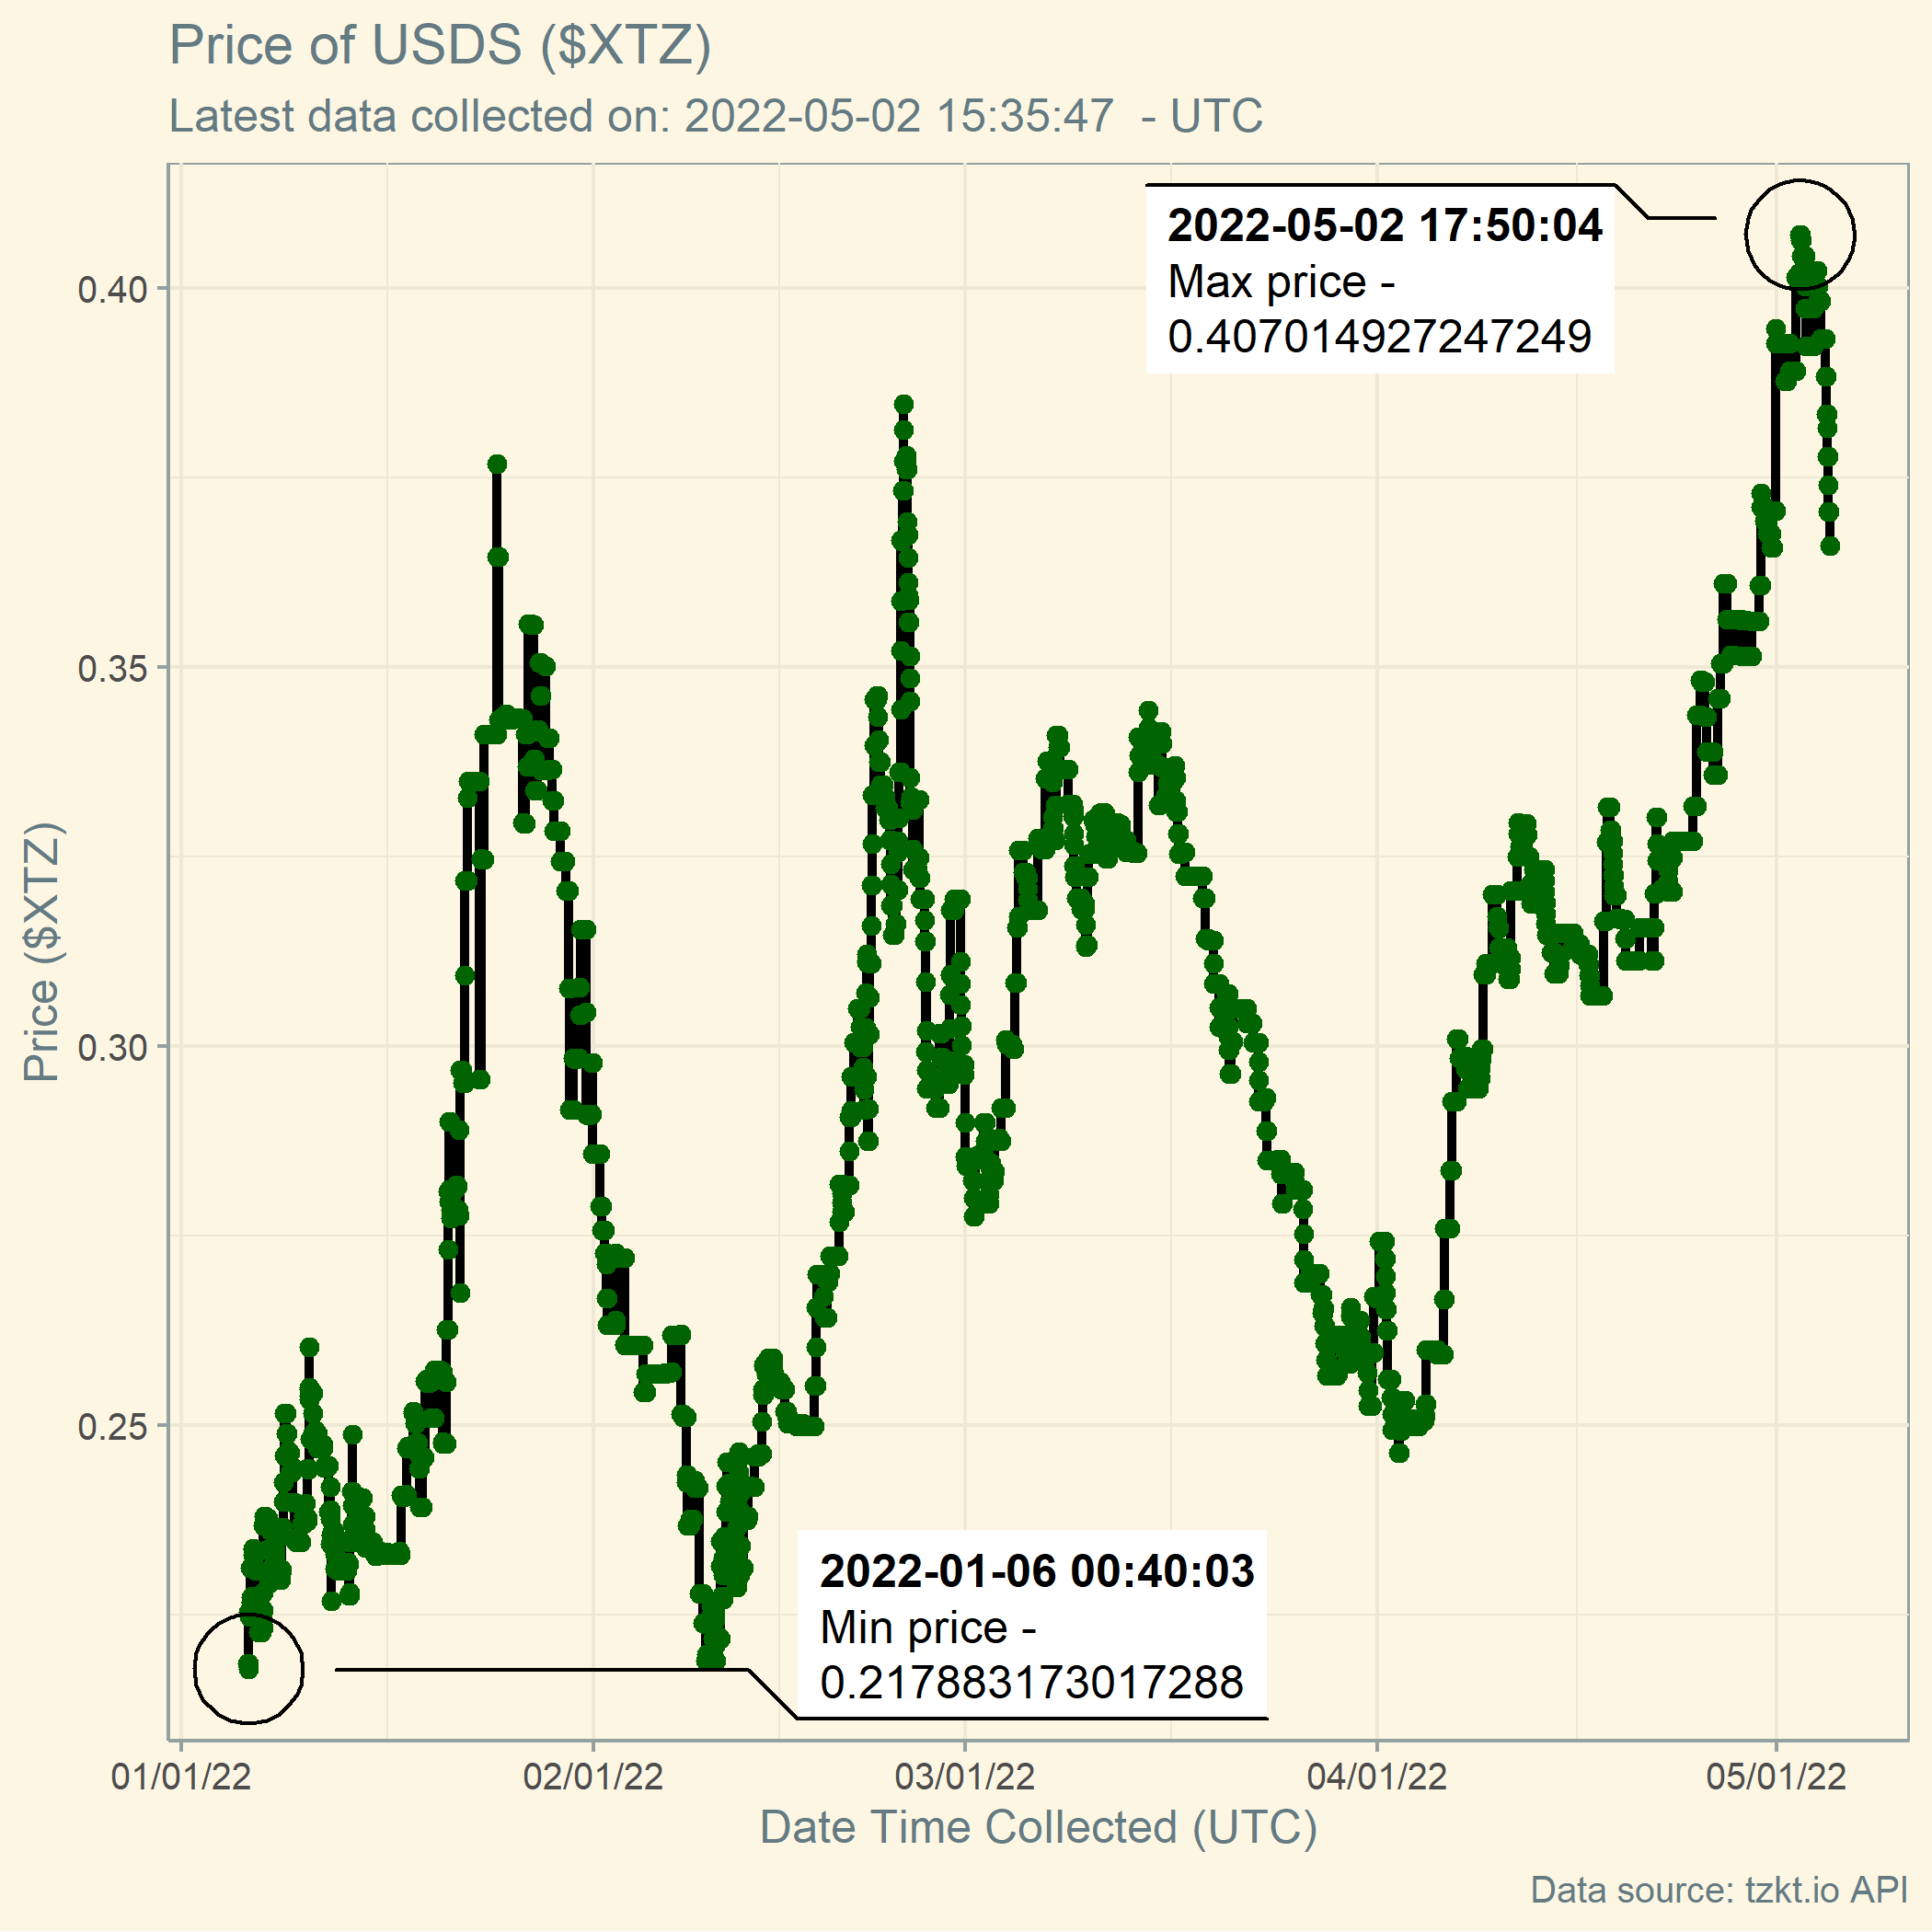 Price of USDS ($XTZ)
Latest data collected on: 2022-05-02 15:35:47  - UTC
2022-05-02 17:50:04
Max price -
0.407014927247249
0.40
0.35
0.30
0.25
Price ($XTZ)
2022-01-06 00:40:03
Min price -
0.217883173017288
01/01/22
02/01/22
03/01/22
04/01/22
05/01/22
Date Time Collected (UTC)
Data source: tzkt.io API